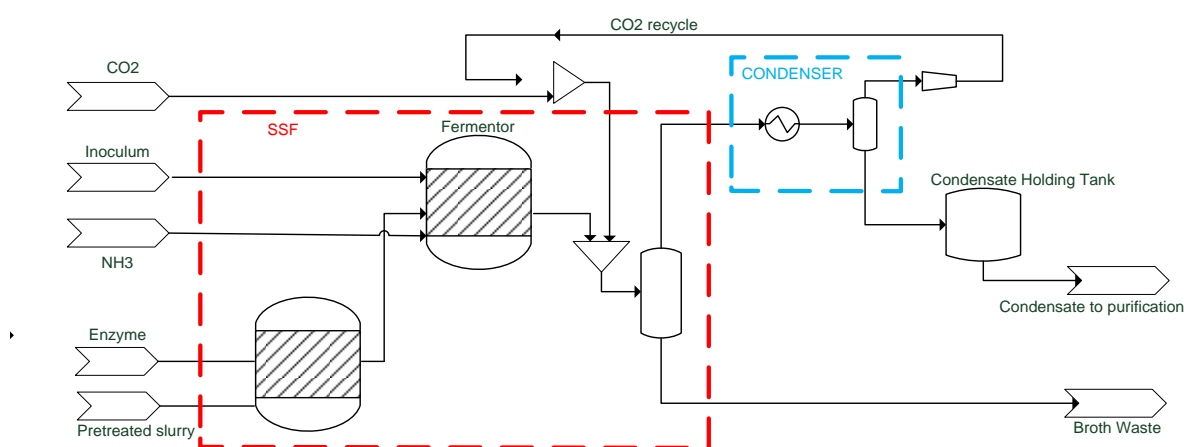 CO2 recycle
CO2
CONDENSER
SSF
Fermentor
Inoculum
Condensate Holding Tank
NH3
Condensate to purification
Enzyme
Pretreated slurry
Broth Waste